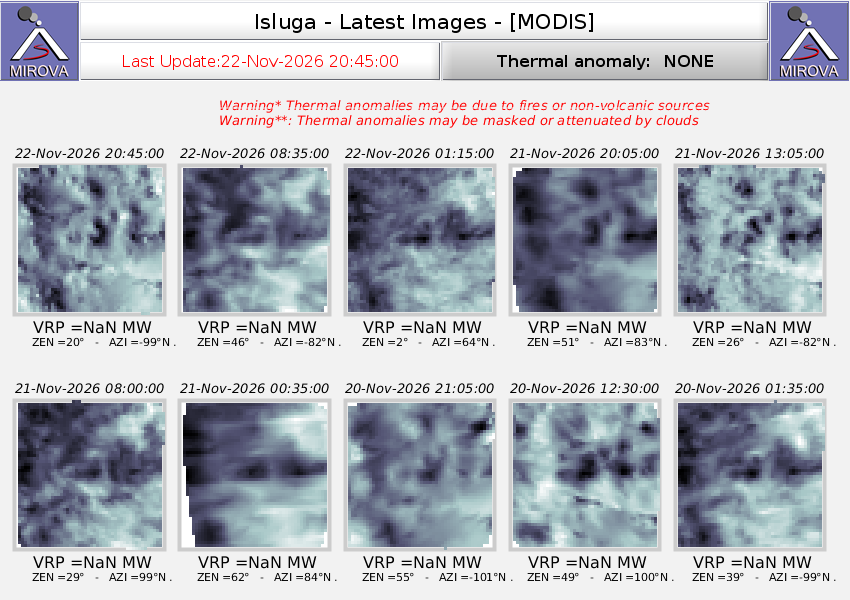 Isluga - Latest Images - [MODIS]
MIROVA
Last Update:22-Nov-2026 20:45:00
Thermal anomaly: NONE
MIROVA
Warning* Thermal anomalies may be due to fires or non-volcanic sources
Warning**: Thermal anomalies may be masked or attenuated by clouds
22-Nov-2026 20:45:00 22-Nov-2026 08:35:00 22-Nov-2026 01:15:00 21-Nov-2026 20:05:00 21-Nov-2026 13:05:00
VRP =NaN MW VRP =NaN MW VRP =NaN MW VRP =NaN MW VRP =NaN MW
ZEN =20° - AZI =-99°N . ZEN =46° - AZI =-82°N . ZEN =2° - AZI =64°N . ZEN =51° - AZI =83°N . ZEN =26° - AZI =-82°N .
21-Nov-2026 08:00:00 21-Nov-2026 00:35:00 20-Nov-2026 21:05:00 20-Nov-2026 12:30:00 20-Nov-2026 01:35:00
VRP =NaN MW VRP =NaN MW VRP =NaN MW VRP =NaN MW VRP =NaN MW
ZEN =29° - AZI =99°N . ZEN =62° - AZI =84°N . ZEN =55° - AZI =-101°N . ZEN =49° - AZI =100°N . ZEN =39° - AZI =-99°N .